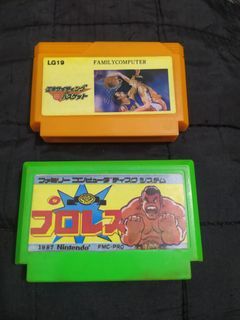 LG19
FAMILYCOMPUTER
エキサイティング
バスケット
ファミリーコンピュータ ディスクシステム
プロレス
1987 Nintendo
FMC-PRO